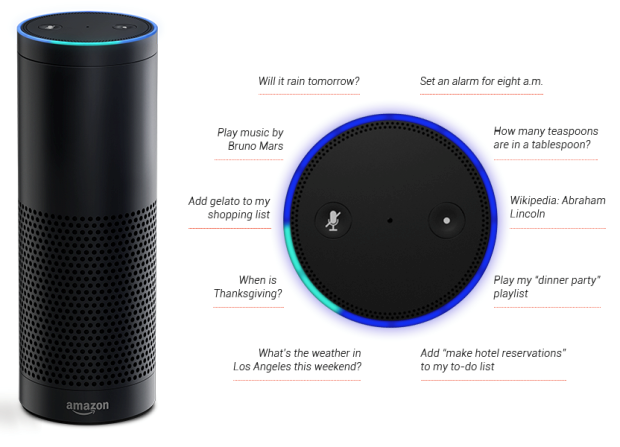 Will it rain tomorrow?
Set an alarm for eight a.m.
Play music by
Bruno Mars
How many teaspoons
are in a tablespoon?
Add gelato to my
shopping list
Wikipedia: Abraham
Lincoln
When is
Thanksgiving?
Play my "dinner party"
playlist
What's the weather in
Los Angeles this weekend?
Add "make hotel reservations"
to my to-do list
amazon